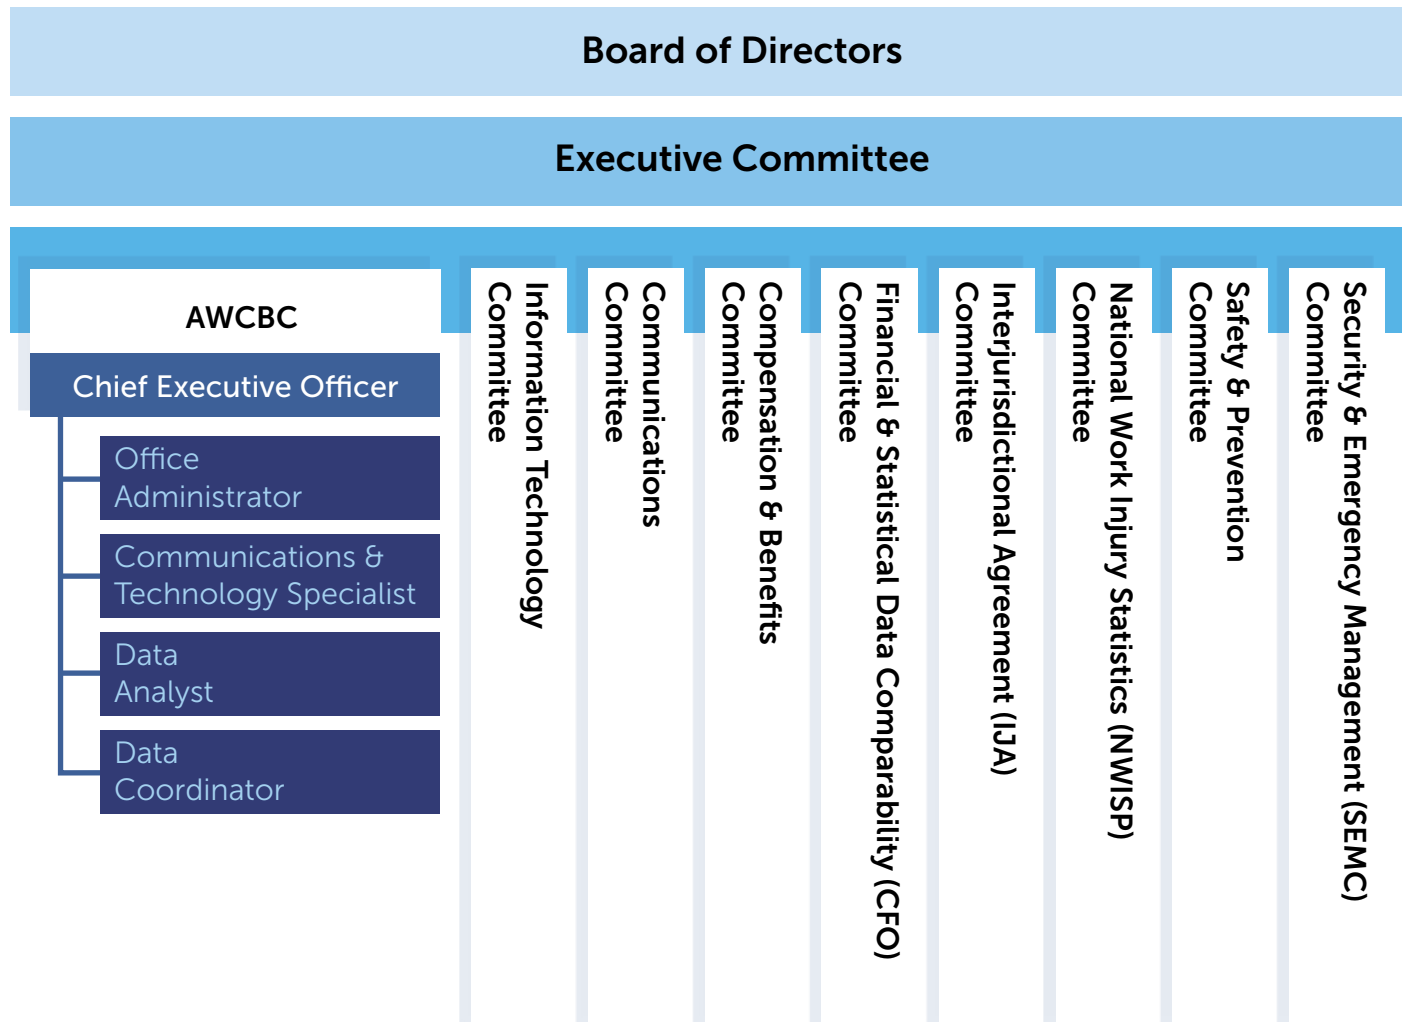 Board of Directors
Executive Committee
AWCBC
Chief Executive Officer
Office
Administrator
Communications &
Technology Specialist
Data
Analyst
Data
Coordinator
Information Technology
Committee
Communications
Committee
Compensation & Benefits
Committee
Financial & Statistical Data Comparability (CFO)
Committee
Interjurisdictional Agreement (IJA)
Committee
National Work Injury Statistics (NWISP)
Committee
Safety & Prevention
Committee
Security & Emergency Management (SEMC)
Committee